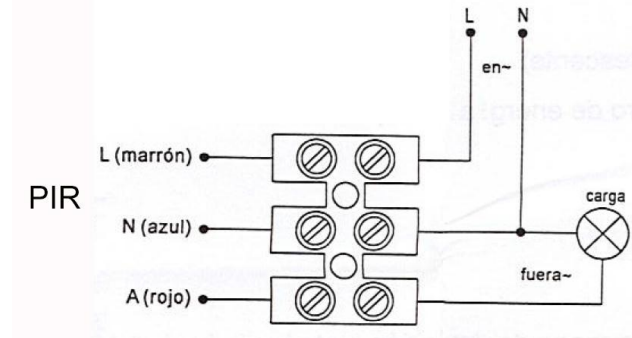 L N
en~
L (marrón)
PIR
N (azul)
carga
fuera~
A (rojo)